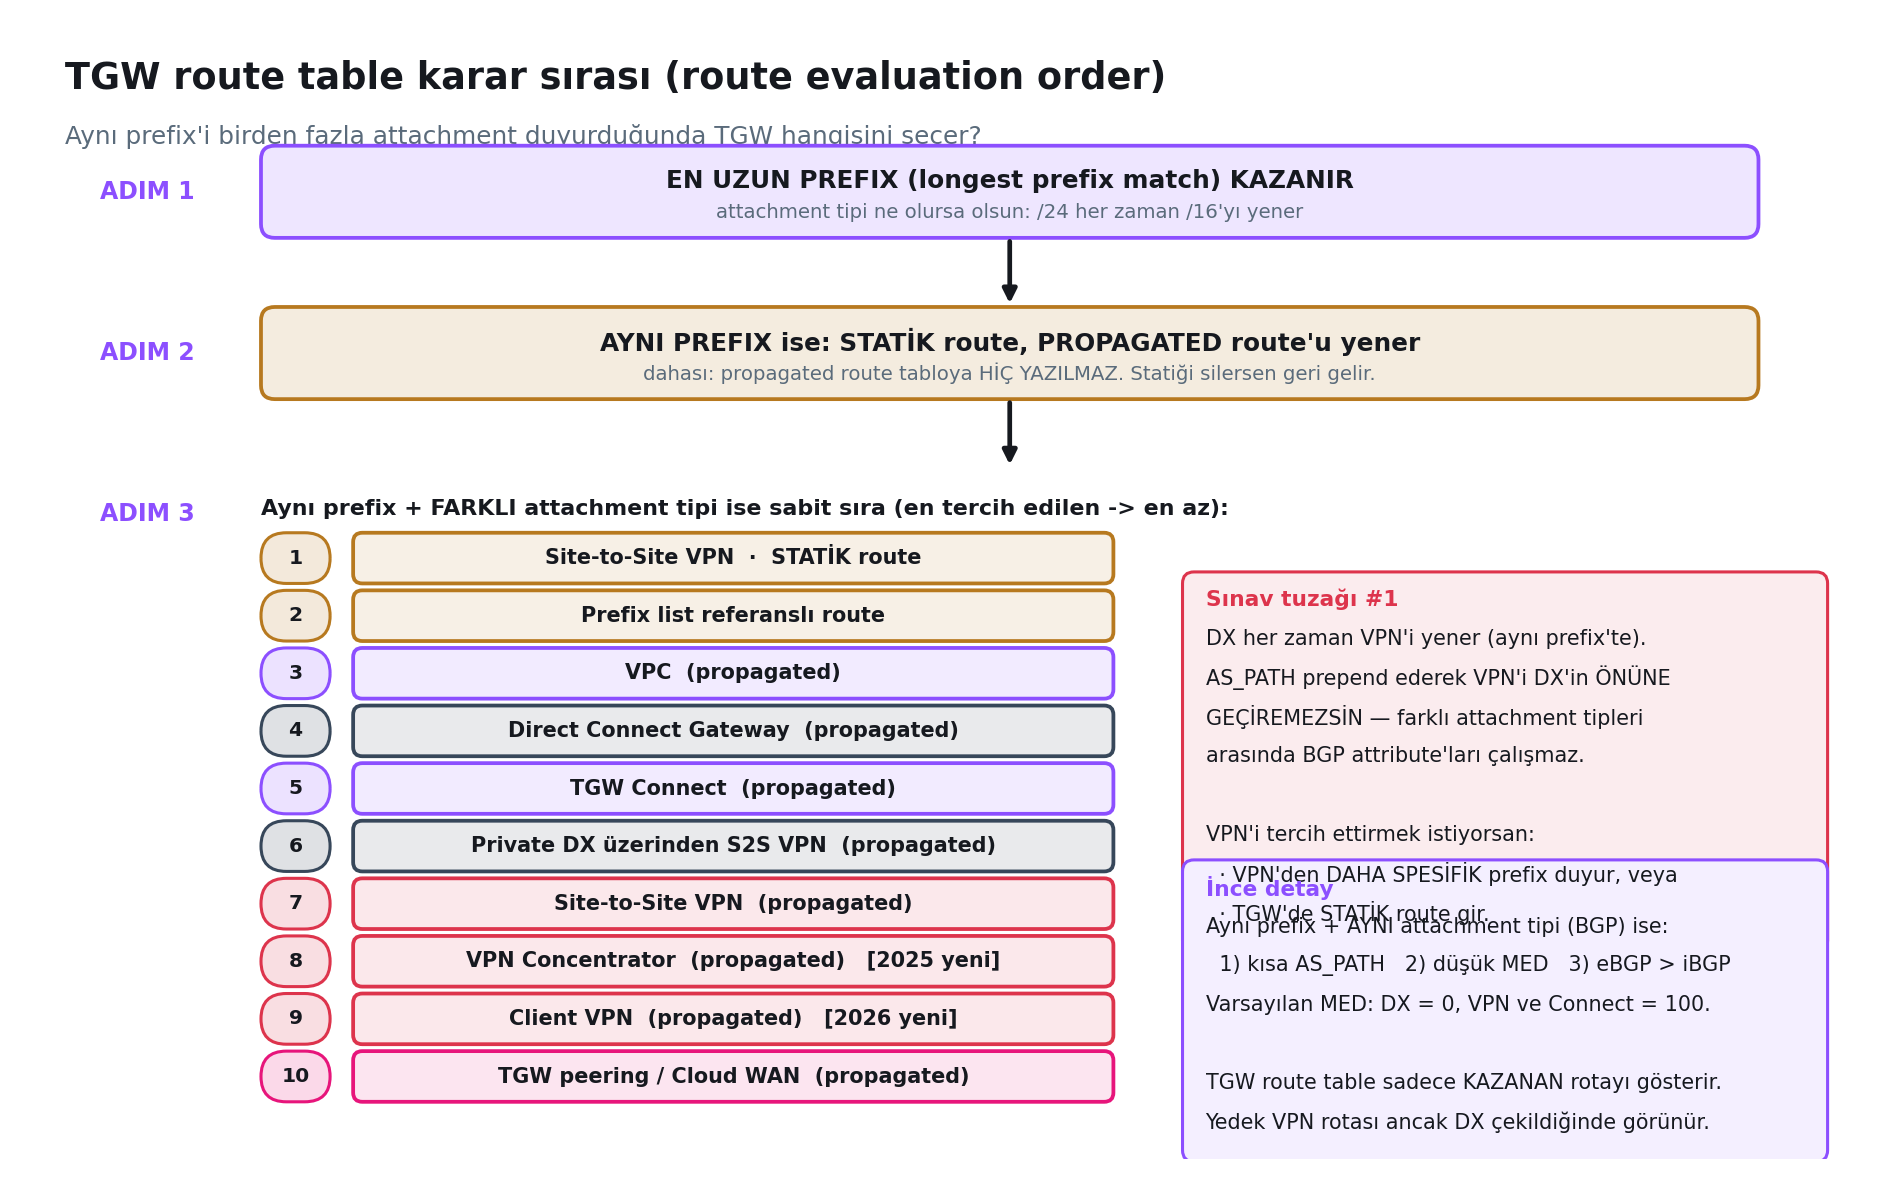 TGW route table karar sırası (route evaluation order)
Aynı prefix'i birden fazla attachment duyurduğunda TGW hangisini seçer?
ADIM 1
EN UZUN PREFIX (longest prefix match) KAZANIR
attachment tipi ne olursa olsun: /24 her zaman /16'yı yener
ADIM 2
AYNI PREFIX ise: STATİK route, PROPAGATED route'u yener
dahası: propagated route tabloya HİÇ YAZILMAZ. Statiği silersen geri gelir.
ADIM 3
Aynı prefix + FARKLI attachment tipi ise sabit sıra (en tercih edilen -> en az):
1 Site-to-Site VPN · STATİK route
2 Prefix list referanslı route
3 VPC (propagated)
4 Direct Connect Gateway (propagated)
5 TGW Connect (propagated)
6 Private DX üzerinden S2S VPN (propagated)
7 Site-to-Site VPN (propagated)
8 VPN Concentrator (propagated) [2025 yeni]
9 Client VPN (propagated) [2026 yeni]
10 TGW peering / Cloud WAN (propagated)
Sınav tuzağı #1
DX her zaman VPN'i yener (aynı prefix'te).
AS_PATH prepend ederek VPN'i DX'in ÖNÜNE
GEÇİREMEZSİN — farklı attachment tipleri
arasında BGP attribute'ları çalışmaz.
VPN'i tercih ettirmek istiyorsan:
· VPN'den DAHA SPESİFİK prefix duyur, veya
· TGW'de STATİK route gir.
İnce detay
Aynı prefix + AYNI attachment tipi (BGP) ise:
1) kısa AS_PATH 2) düşük MED 3) eBGP > iBGP
Varsayılan MED: DX = 0, VPN ve Connect = 100.
TGW route table sadece KAZANAN rotayı gösterir.
Yedek VPN rotası ancak DX çekildiğinde görünür.